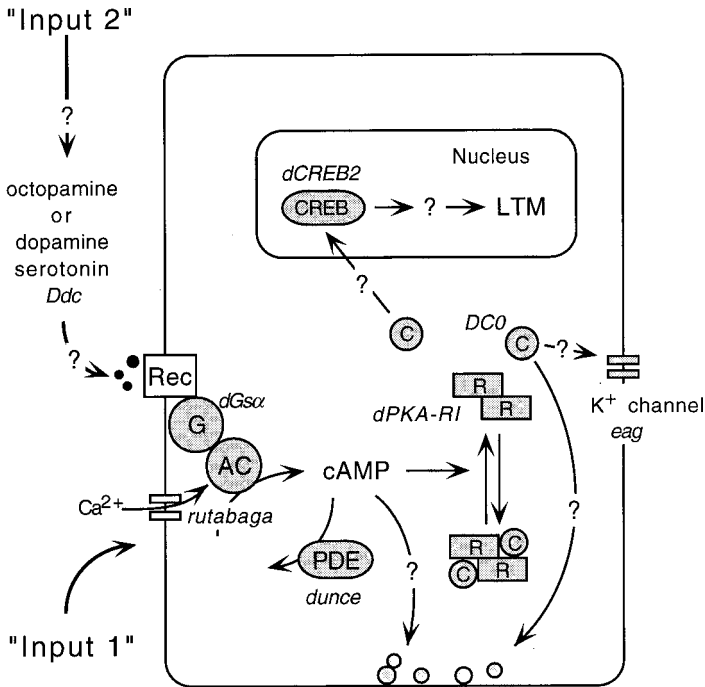 "Input 2"
?
octopamine
or
dopamine
serotonin
Ddc
?
Nucleus
dCREB2
CREB
?
LTM
?
C
DC0
C
?
K+ channel
eag
Rec
dGsα
G
AC
R
R
dPKA-RI
cAMP
Ca2+
rutabaga
PDE
dunce
?
R
C
C
R
?
"Input 1"